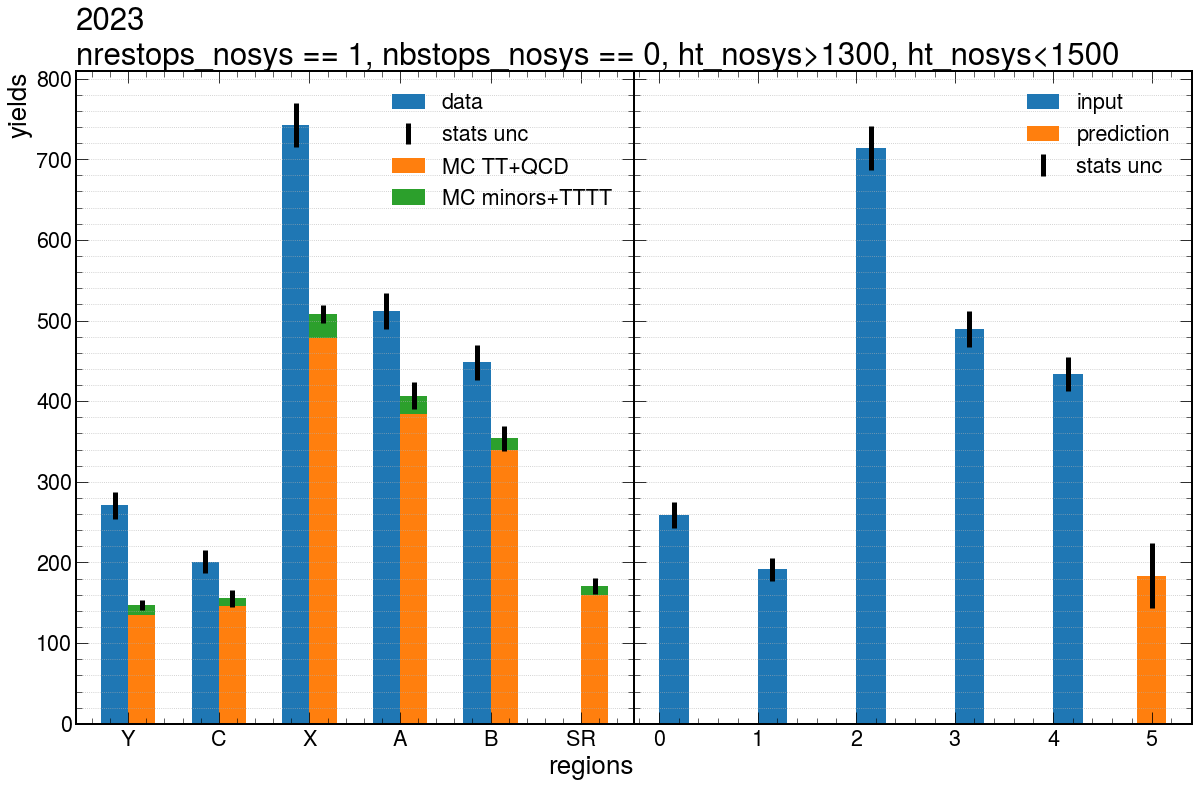 2023
nrestops_nosys == 1, nbstops_nosys == 0, ht_nosys>1300, ht_nosys<1500
yields
800
700
600
500
400
300
200
100
0
data
stats unc
MC TT+QCD
MC minors+TTTT
Y C X A B SR
regions
input
prediction
stats unc
0 1 2 3 4 5